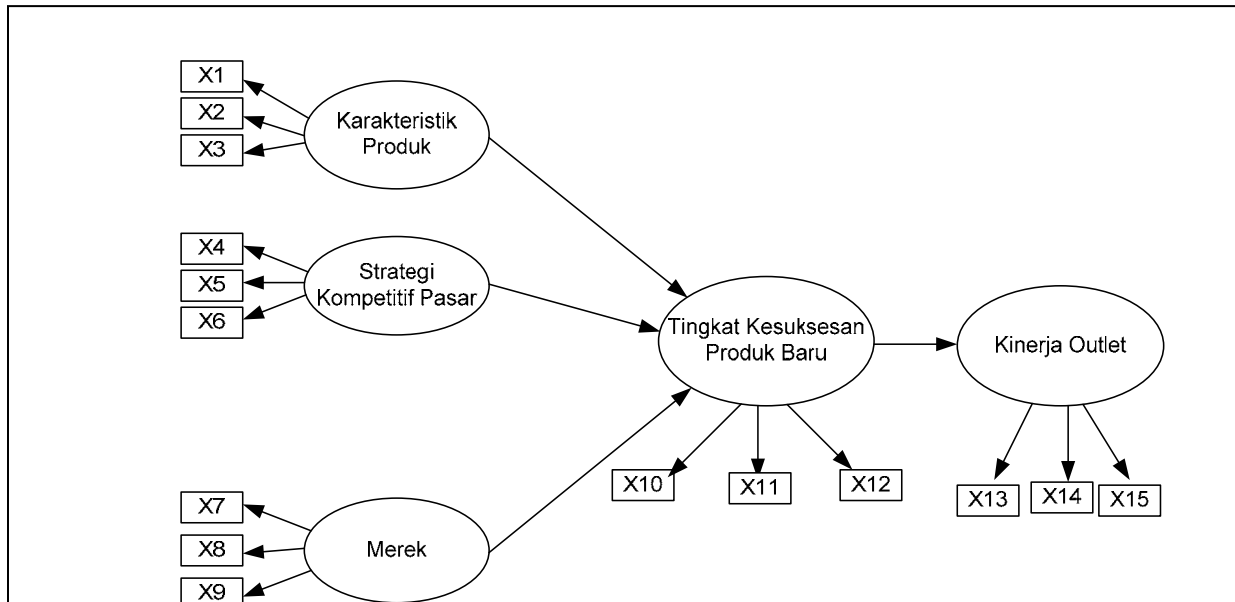 X1
X2
X3
Karakteristik
Produk
X4
X5
X6
Strategi
Kompetitif Pasar
Tingkat Kesuksesan
Produk Baru
Kinerja Outlet
X10
X11
X12
X13
X14
X15
X7
X8
X9
Merek